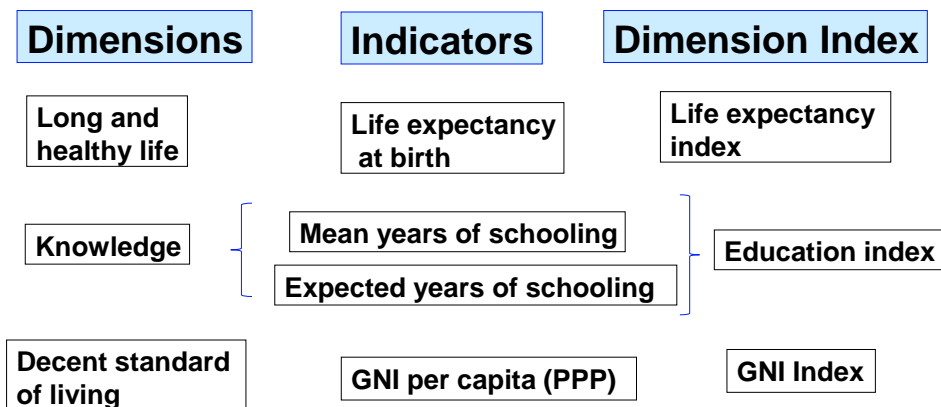 Dimensions
Indicators
Dimension Index
Long and
healthy life
Life expectancy
at birth
Life expectancy
index
Knowledge
Mean years of schooling
Expected years of schooling
Education index
Decent standard
of living
GNI per capita (PPP)
GNI Index